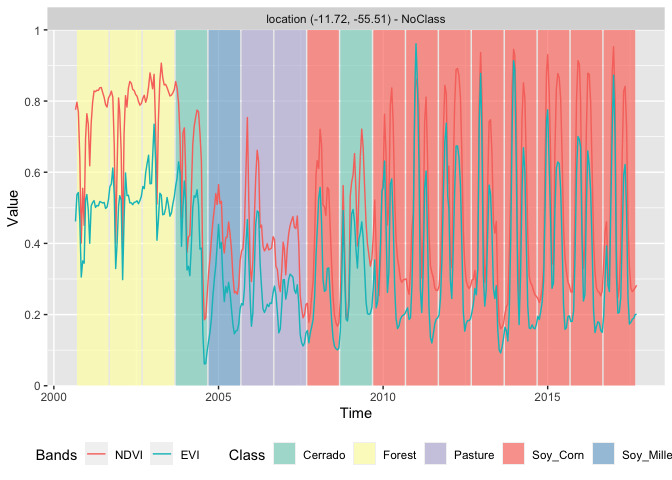 location (-11.72, -55.51) - NoClass
Value
1
0.8
0.6
0.4
0.2
0
2000 2005 2010 2015
Time
Bands NDVI EVI Class Cerrado Forest Pasture Soy_Corn Soy_Mille